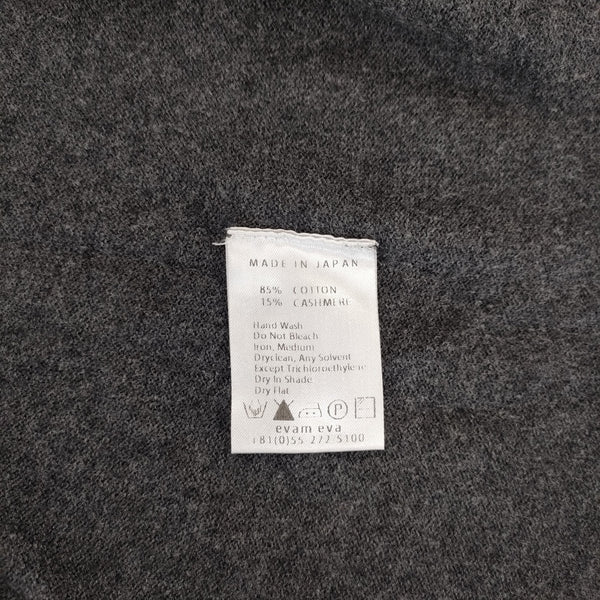 MADE IN JAPAN
85% COTTON
15% CASHMERE
Hand Wash
Do Not Bleach
Iron, Medium
Dryclean, Any Solvent
Except Trichloroethylene
Dry In Shade
Dry Flat
P
evam eva
+81(0)55 272 5100